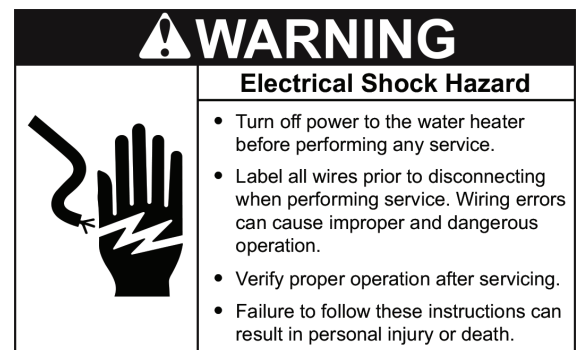 WARNING
Electrical Shock Hazard
• Turn off power to the water heater
before performing any service.
• Label all wires prior to disconnecting
when performing service. Wiring errors
can cause improper and dangerous
operation.
• Verify proper operation after servicing.
• Failure to follow these instructions can
result in personal injury or death.